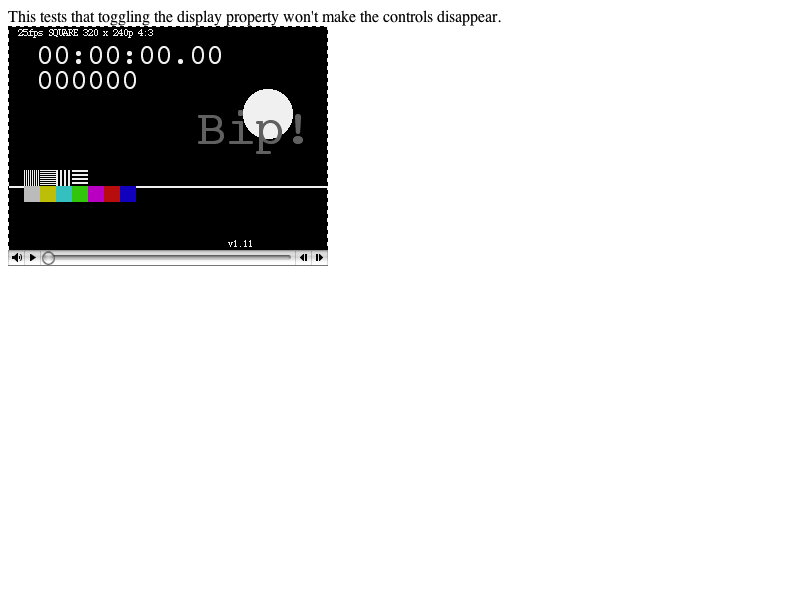 This tests that toggling the display property won't make the controls disappear.
25fps SQUARE 320 x 240p 4:3
00:00:00.00
000000
Bip!
v1.11